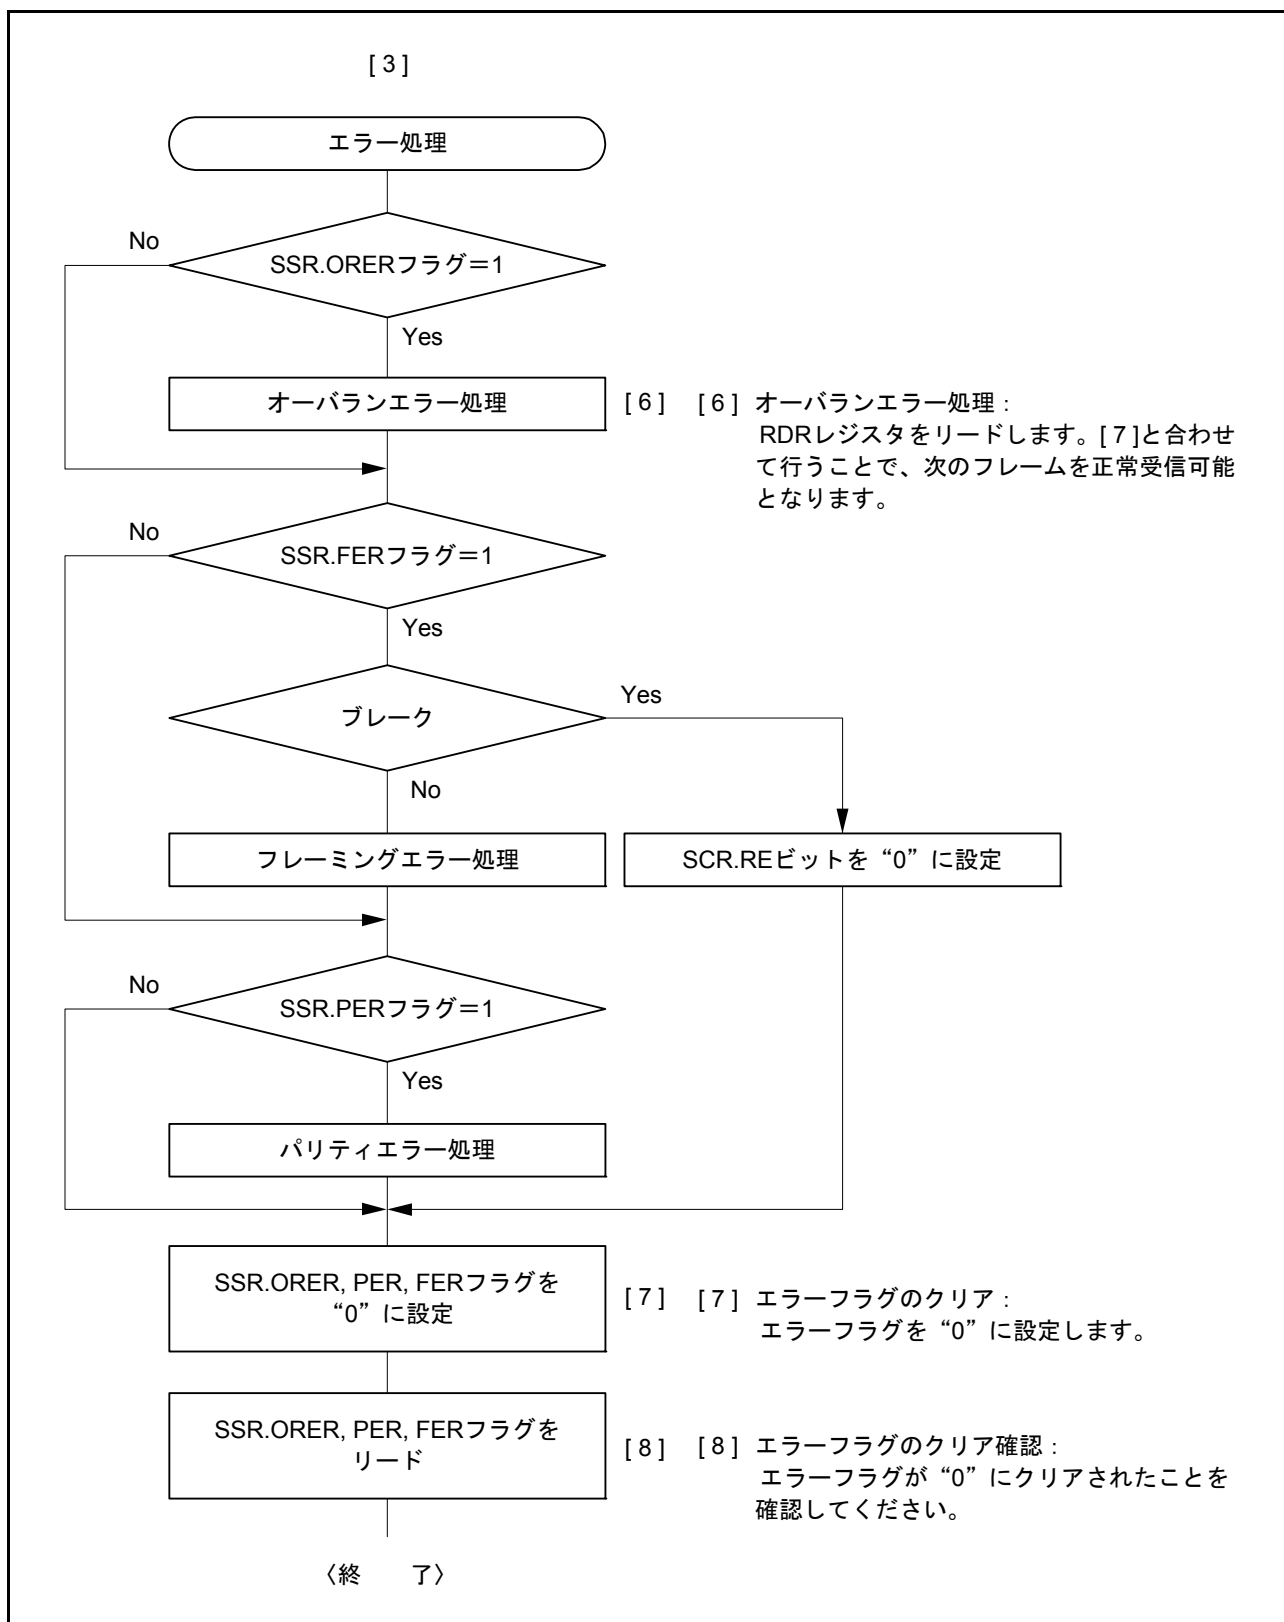 [ 3 ]
エラー処理
No
SSR.ORERフラグ＝1
Yes
オーバランエラー処理
[ 6 ]
[ 6 ] オーバランエラー処理：
RDRレジスタをリードします。[ 7 ]と合わせ
て行うことで、次のフレームを正常受信可能
となります。
No
SSR.FERフラグ＝1
Yes
ブレーク
Yes
No
フレーミングエラー処理
SCR.REビットを“0”に設定
No
SSR.PERフラグ＝1
Yes
パリティエラー処理
SSR.ORER, PER, FERフラグを
“0”に設定
[ 7 ]
[ 7 ] エラーフラグのクリア：
エラーフラグを“0”に設定します。
SSR.ORER, PER, FERフラグを
リード
[ 8 ]
[ 8 ] エラーフラグのクリア確認：
エラーフラグが“0”にクリアされたことを
確認してください。
〈終　　了〉